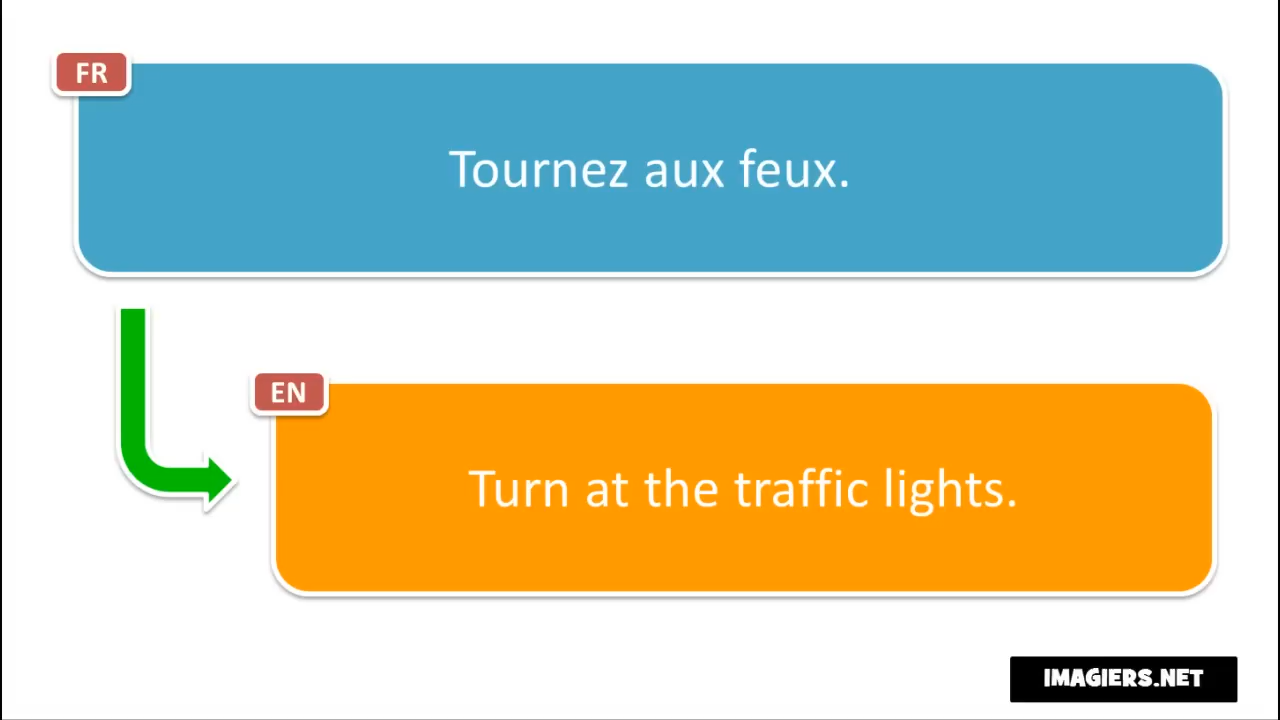 FR
Tournez aux feux.
EN
Turn at the traffic lights.
IMAGIERS.NET